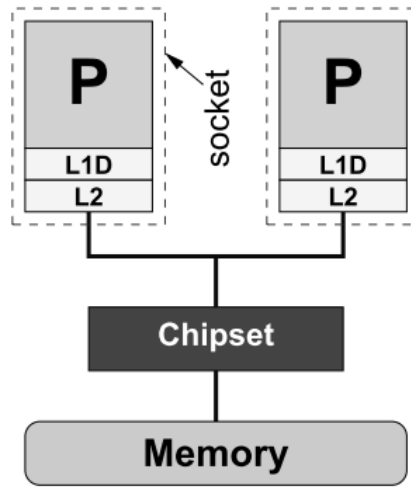 P
L1D
L2
socket
P
L1D
L2
Chipset
Memory